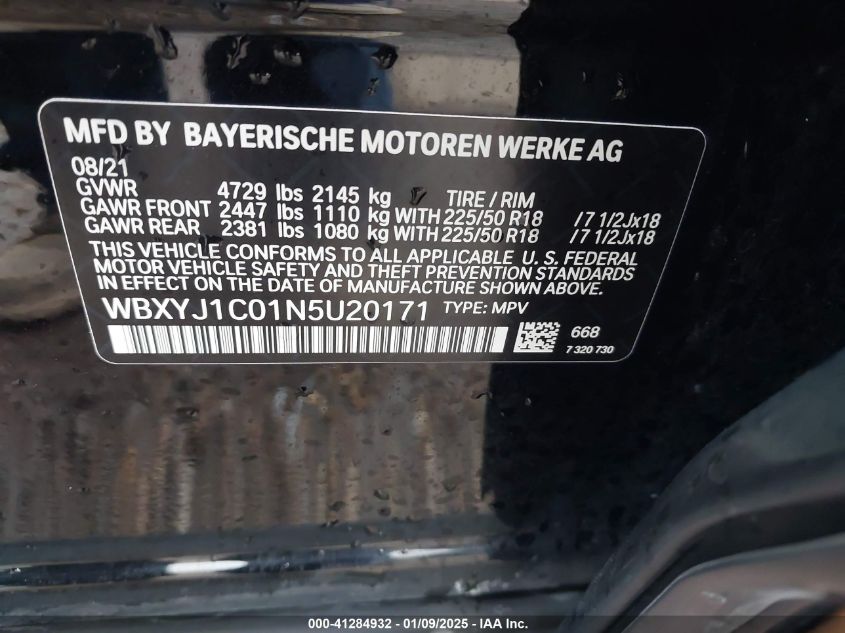 MFD BY BAYERISCHE MOTOREN WERKE AG
08/21
GVWR 4729 lbs 2145 kg TIRE / RIM
GAWR FRONT 2447 lbs 1110 kg WITH 225/50 R18 /7 1/2Jx18
GAWR REAR 2381 lbs 1080 kg WITH 225/50 R18 /7 1/2Jx18
THIS VEHICLE CONFORMS TO ALL APPLICABLE U.S. FEDERAL
MOTOR VEHICLE SAFETY AND THEFT PREVENTION STANDARDS
IN EFFECT ON THE DATE OF MANUFACTURE SHOWN ABOVE.
WBXYJ1C01N5U20171 TYPE: MPV
668
7 320 730
000-41284932 - 01/09/2025 - IAA Inc.